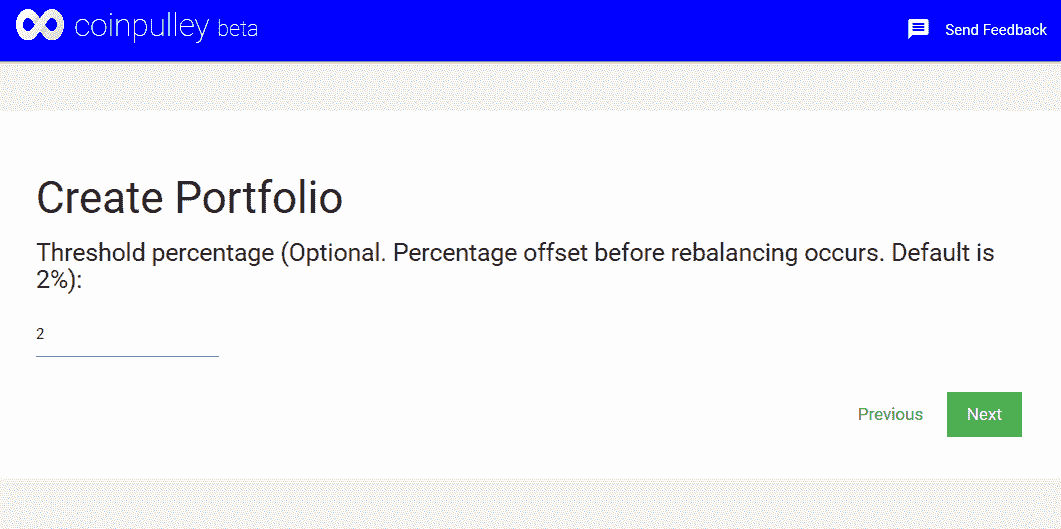 coinpulley beta
Send Feedback
Create Portfolio
Threshold percentage (Optional. Percentage offset before rebalancing occurs. Default is
2%):
2
Previous
Next